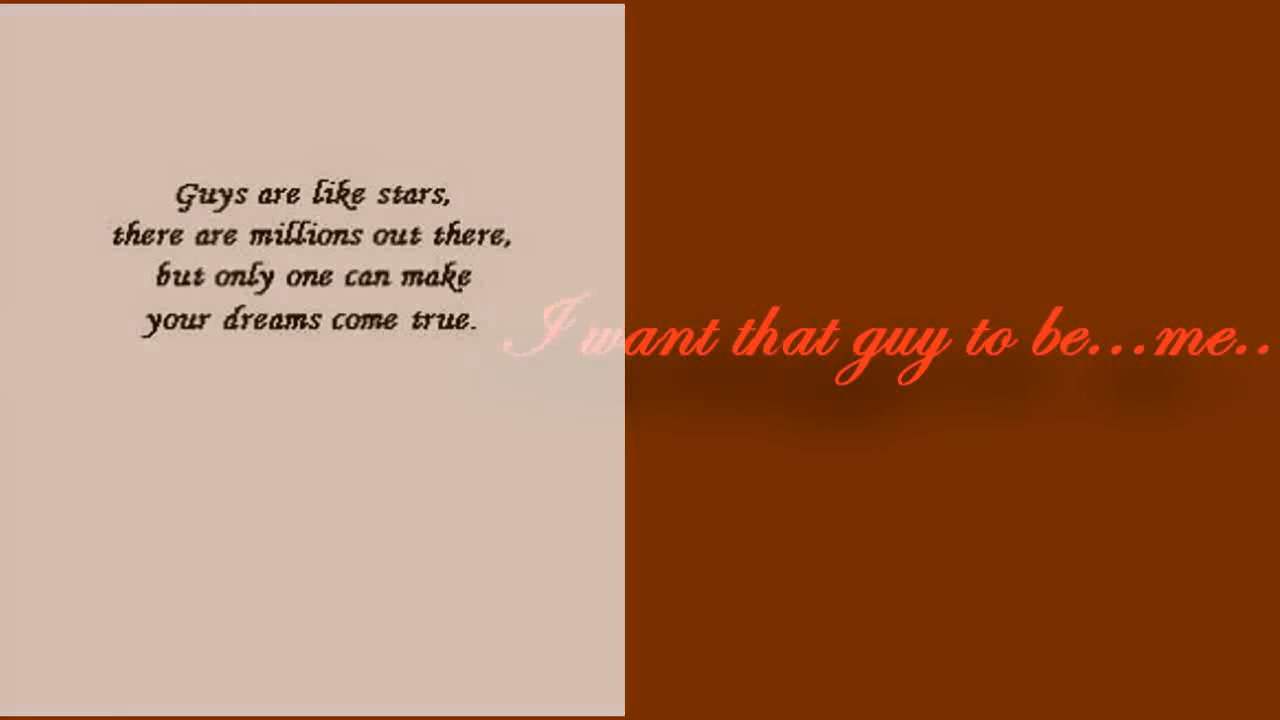 Guys are like stars,
there are millions out there,
but only one can make
your dreams come true.
I want that guy to be...me..